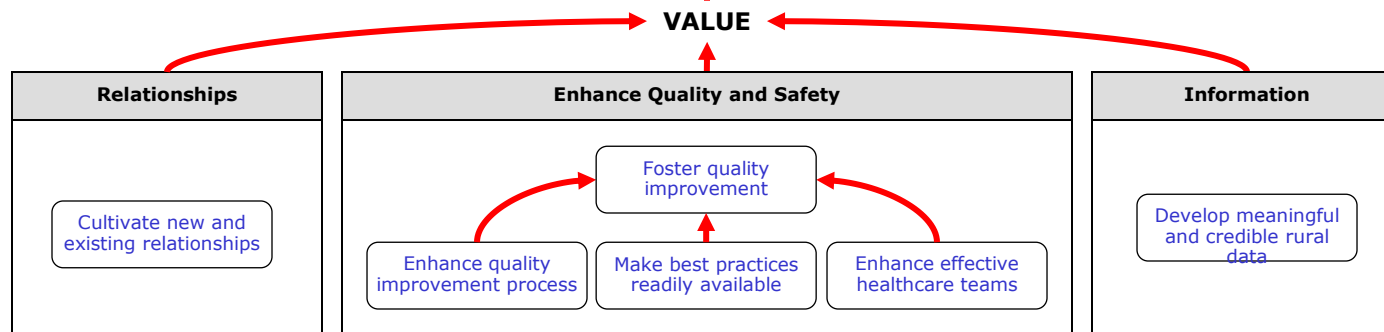 VALUE
Relationships
Enhance Quality and Safety
Information
Cultivate new and
existing relationships
Foster quality
improvement
Enhance quality
improvement process
Make best practices
readily available
Enhance effective
healthcare teams
Develop meaningful
and credible rural
data